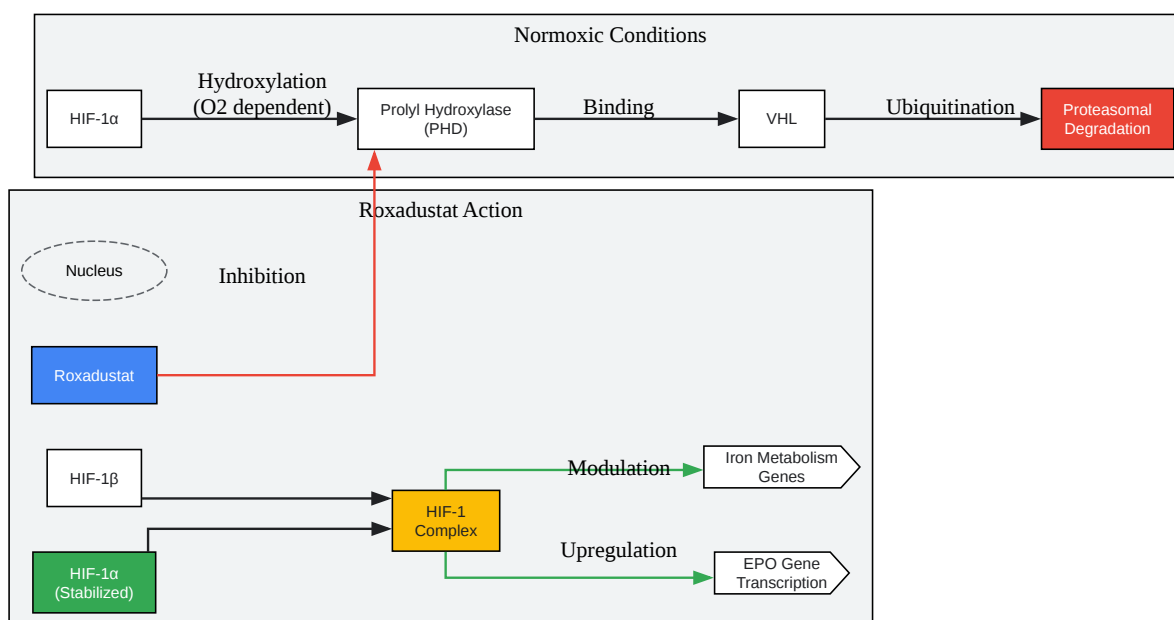 Normoxic Conditions
HIF-1α
Hydroxylation
(O2 dependent)
Prolyl Hydroxylase
(PHD)
Binding
VHL
Ubiquitination
Proteasomal
Degradation
Roxadustat Action
Nucleus
Inhibition
Roxadustat
HIF-1β
HIF-1
Complex
Modulation
Iron Metabolism
Genes
HIF-1α
(Stabilized)
Upregulation
EPO Gene
Transcription